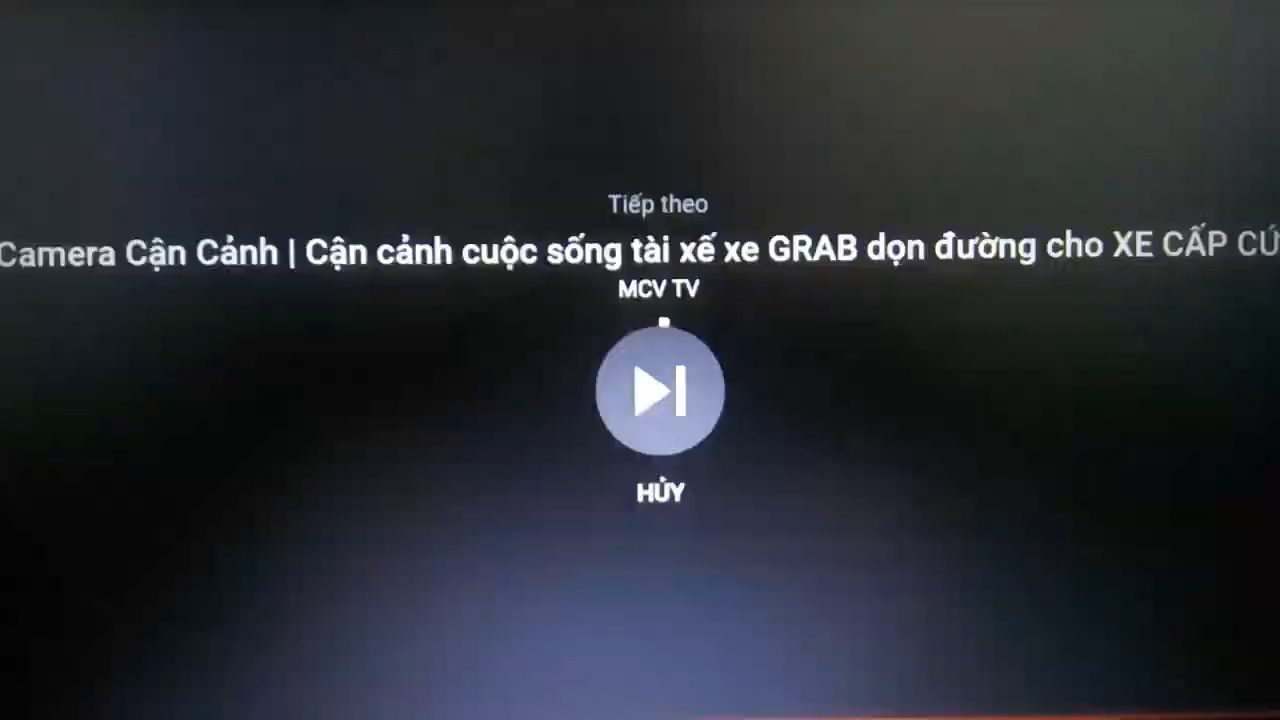 Tiếp theo
Camera Cận Cảnh | Cận cảnh cuộc sống tài xế xe GRAB dọn đường cho XE CẤP
MCV TV
HỦY